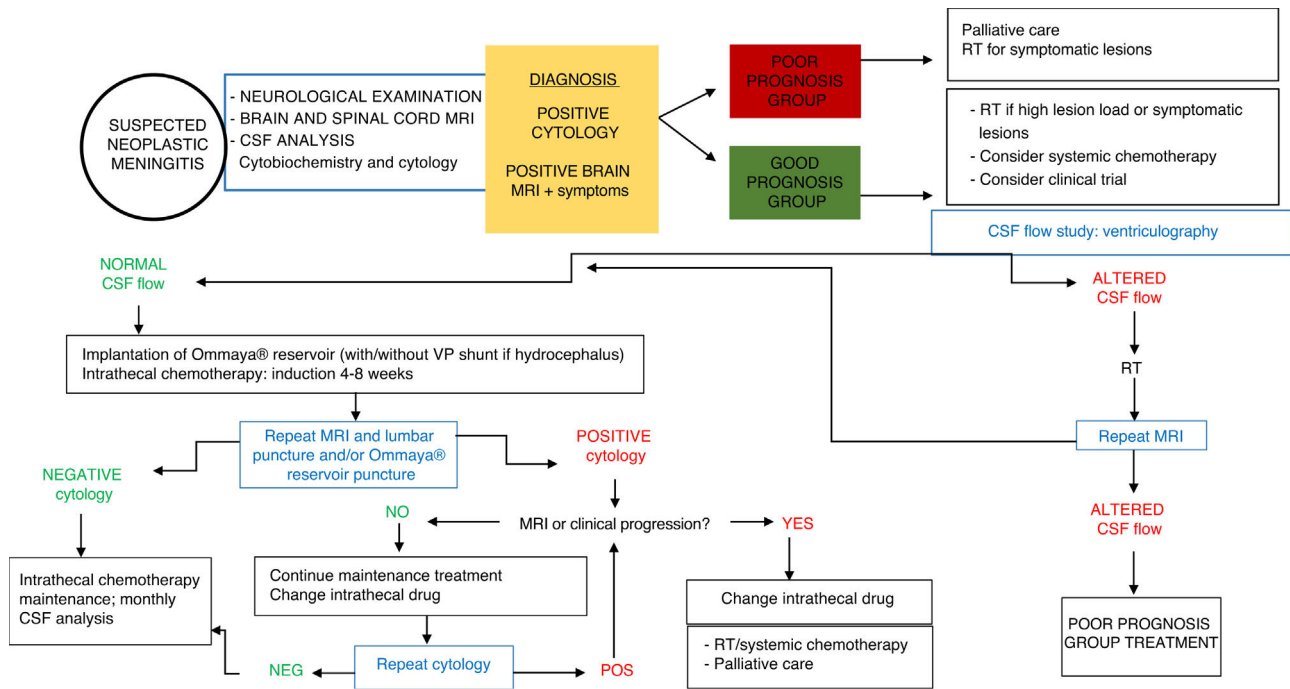 SUSPECTED
NEOPLASTIC
MENINGITIS
- NEUROLOGICAL EXAMINATION
- BRAIN AND SPINAL CORD MRI
- CSF ANALYSIS
Cytobiochemistry and cytology
DIAGNOSIS
POSITIVE
CYTOLOGY
POSITIVE BRAIN
MRI + symptoms
POOR
PROGNOSIS
GROUP
GOOD
PROGNOSIS
GROUP
Palliative care
RT for symptomatic lesions
- RT if high lesion load or symptomatic
lesions
- Consider systemic chemotherapy
- Consider clinical trial
CSF flow study: ventriculography
NORMAL
CSF flow
ALTERED
CSF flow
Implantation of Ommaya® reservoir (with/without VP shunt if hydrocephalus)
Intrathecal chemotherapy: induction 4-8 weeks
RT
Repeat MRI and lumbar
puncture and/or Ommaya®
reservoir puncture
POSITIVE
cytology
Repeat MRI
NEGATIVE
cytology
NO
MRI or clinical progression?
YES
ALTERED
CSF flow
Intrathecal chemotherapy
maintenance; monthly
CSF analysis
Continue maintenance treatment
Change intrathecal drug
Change intrathecal drug
- RT/systemic chemotherapy
- Palliative care
POOR PROGNOSIS
GROUP TREATMENT
NEG
Repeat cytology
POS